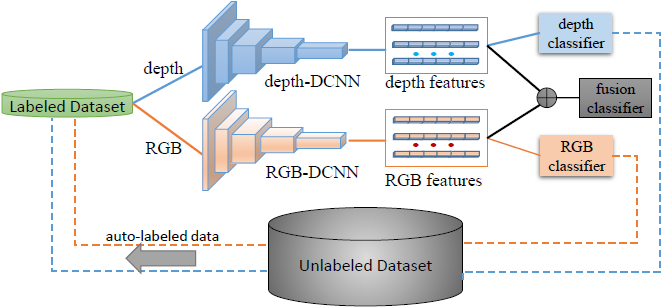 depth
classifier
depth
depth-DCNN
depth features
fusion
classifier
Labeled Dataset
RGB
RGB-DCNN
RGB features
RGB
classifier
auto-labeled data
Unlabeled Dataset